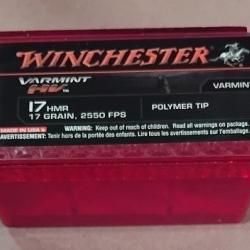 WINCHESTER
VARMINT
HV™
VARMIN
17 HMR
17 GRAIN, 2550 FPS
POLYMER TIP
MADE IN U.S.A.
WARNING: Keep out of reach of children. Read all warnings on package.
AVERTISSEMENT: Tenir hors de la portée des enfants. Lire tous les avertissements sur l'emballage